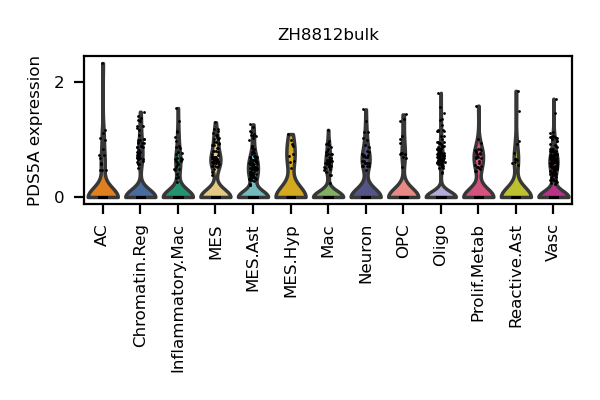 ZH8812bulk
PDS5A expression
2
0
AC
Chromatin.Reg
Inflammatory.Mac
MES
MES.Ast
MES.Hyp
Mac
Neuron
OPC
Oligo
Prolif.Metab
Reactive.Ast
Vasc